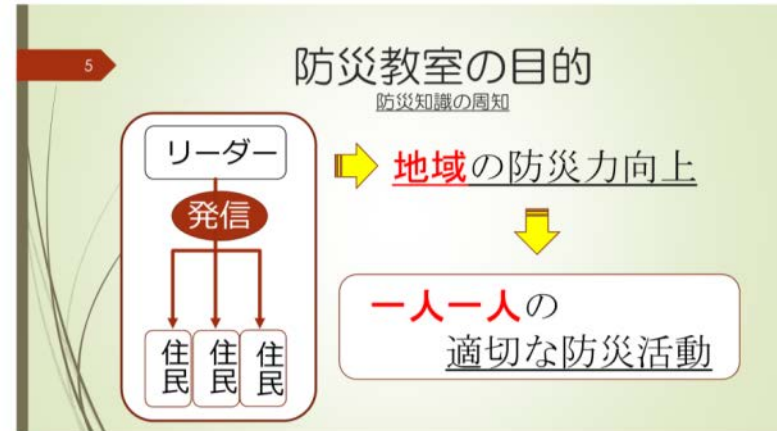 5
防災教室の目的
防災知識の周知
リーダー
発信
住民
住民
住民
地域の防災力向上
一人一人の
適切な防災活動